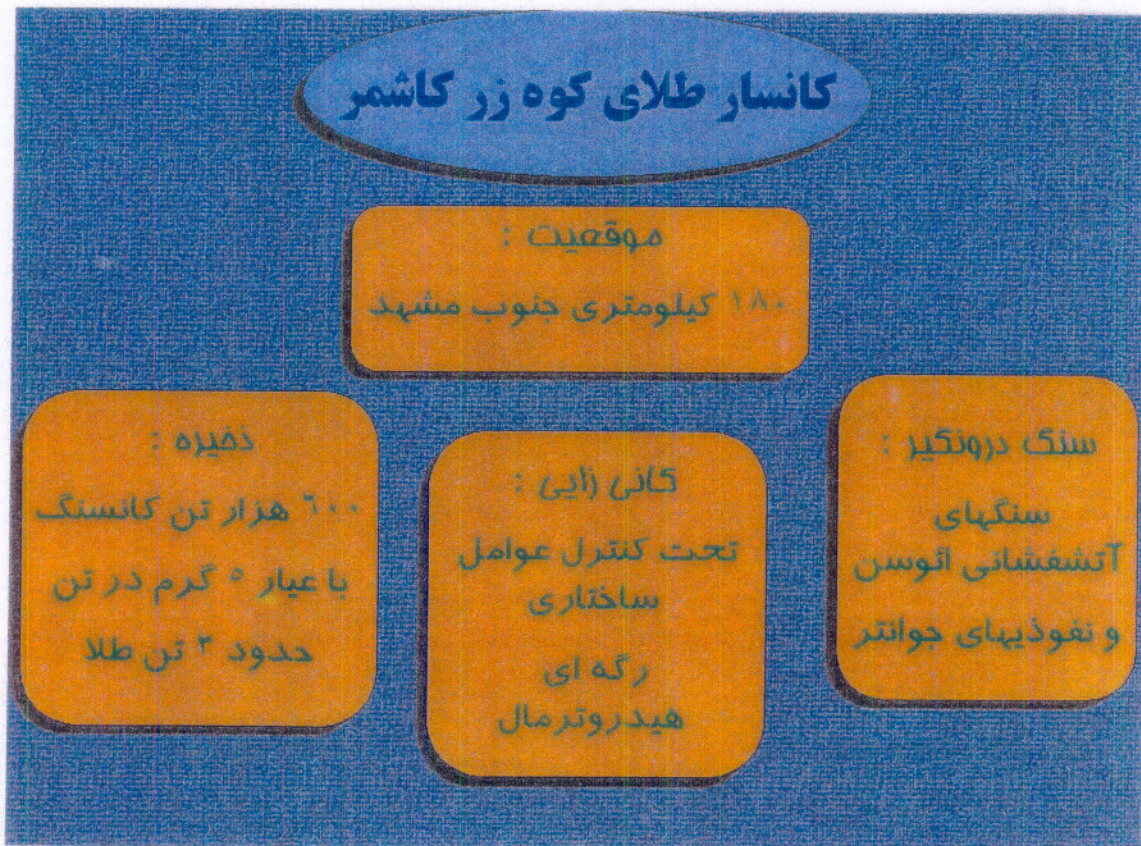 کانسار طلای کوه زر کاشمر
موقعیت :
۱۸۰ کیلومتری جنوب مشهد
سنگ درونگیر :
سنگهای
آتشفشانی ائوسن
و نفوذیهای جوانتر
کانی زایی :
تحت کنترل عوامل
ساختاری
رگه ای
هیدروترمال
ذخیره :
۶۰۰ هزار تن کانسنگ
با عیار ۵ گرم در تن
حدود ۳ تن طلا